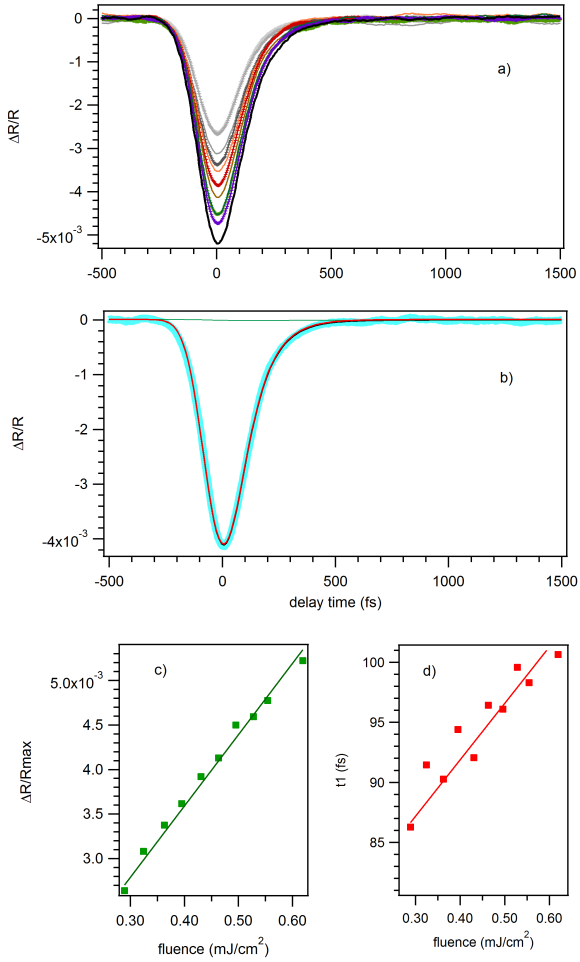 0
-1
-2
-3
-4
-5x10⁻³
ΔR/R
a)
-500
0
500
1000
1500
0
-1
-2
-3
-4x10⁻³
ΔR/R
b)
-500
0
500
1000
1500
delay time (fs)
5.0x10⁻³
4.5
4.0
3.5
3.0
ΔR/Rmax
c)
0.30
0.40
0.50
0.60
fluence (mJ/cm²)
100
95
90
85
t1 (fs)
d)
0.30
0.40
0.50
0.60
fluence (mJ/cm²)